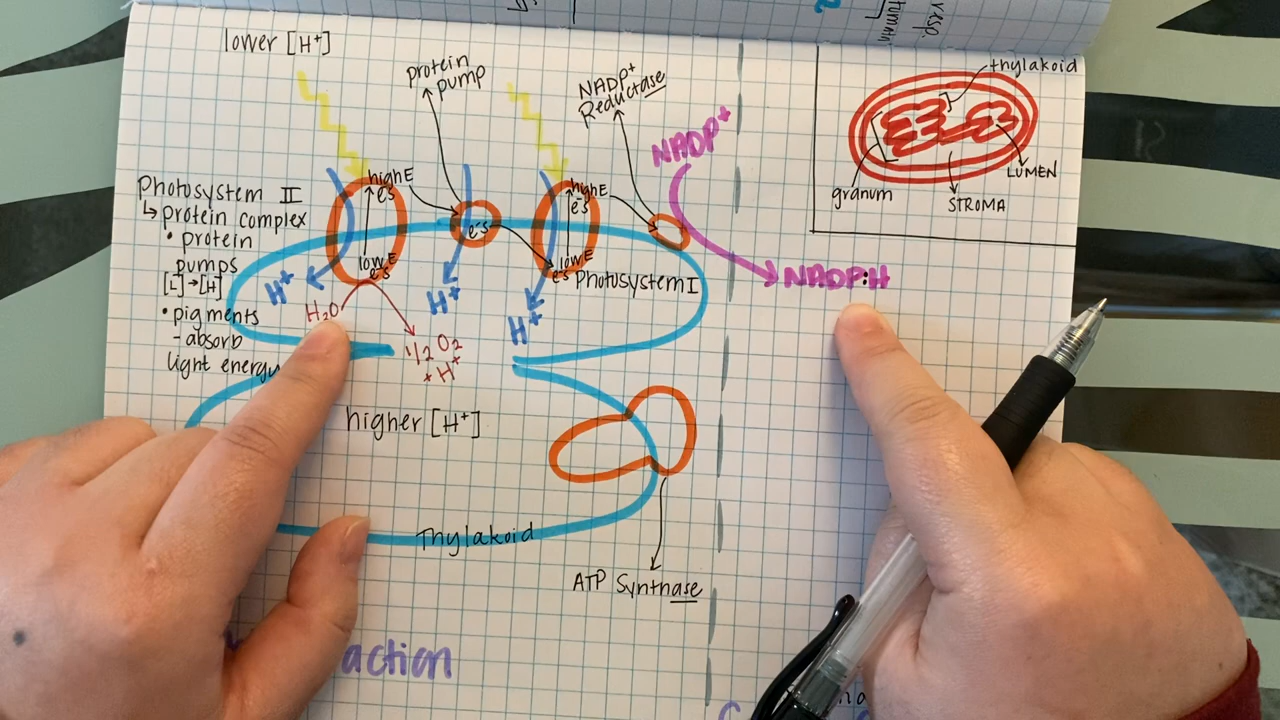 lower [H+]
protein
pump
NADP+
Reductase
NADP+
thylakoid
LUMEN
granum
STROMA
Photosystem II
↳ protein complex
• protein
pumps
[L]→[H]
• pigments
- absorb
light energy
high E
e-s
low E
e-s
H+
H2O
1/2 O2
+ H+
e-s
H+
high E
e-s
low E
e-s
Photosystem I
H+
NADP:H
higher [H+]
Thylakoid
ATP Synthase
action